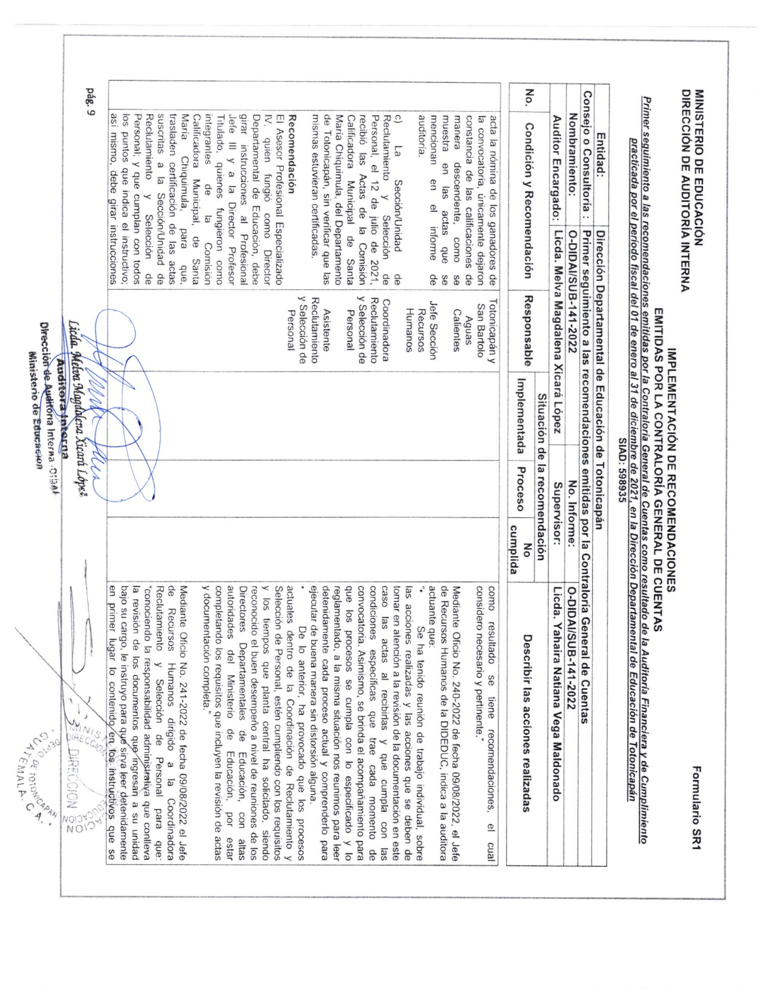 MINISTERIO DE EDUCACIÓN
DIRECCIÓN DE AUDITORÍA INTERNA
Formulario SR1
IMPLEMENTACIÓN DE RECOMENDACIONES
EMITIDAS POR LA CONTRALORÍA GENERAL DE CUENTAS
Primer seguimiento a las recomendaciones emitidas por la Contraloría General de Cuentas como resultado de la Auditoría Financiera y de Cumplimiento
practicada por el período fiscal del 01 de enero al 31 de diciembre de 2021, en la Dirección Departamental de Educación de Totonicapán
SIAD: 598935
Entidad: Dirección Departamental de Educación de Totonicapán
Consejo o Consultoría : Primer seguimiento a las recomendaciones emitidas por la Contraloría General de Cuentas
Nombramiento: O-DIDAI/SUB-141-2022 No. Informe: O-DIDAI/SUB-141-2022
Auditor Encargado: Licda. Melva Magdalena Xicará López Supervisor: Licda. Yahaira Natiana Vega Maldonado
No.
Condición y Recomendación
Responsable
Situación de la recomendación
Implementada
Proceso
No
cumplida
Describir las acciones realizadas
acta la nómina de los ganadores de
la convocatoria, únicamente dejaron
constancia de las calificaciones de
manera descendente, como se
muestra en las actas que se
mencionan en el informe de
auditoría.
c) La Sección/Unidad de
Reclutamiento y Selección de
Personal, el 12 de julio de 2021,
recibió las Actas de la Comisión
Calificadora Municipal de Santa
María Chiquimula, del Departamento
de Totonicapán, sin verificar que las
mismas estuvieran certificadas.
Recomendación
El Asesor Profesional Especializado
IV, quien fungió como Director
Departamental de Educación, debe
girar instrucciones al Profesional
Jefe III y a la Director Profesor
Titulado, quienes fungieron como
integrantes de la Comisión
Calificadora Municipal, de Santa
María Chiquimula, para que,
trasladen certificación de las actas
suscritas a la Sección/Unidad de
Reclutamiento y Selección de
Personal; y que cumplan con todos
los puntos que indica el instructivo;
así mismo, debe girar instrucciones
Totonicapán y
San Bartolo
Aguas
Calientes
Jefe Sección
Recursos
Humanos
Coordinadora
Reclutamiento
y Selección de
Personal
Asistente
Reclutamiento
y Selección de
Personal
como resultado se tiene recomendaciones, el cual
considero necesario y pertinente."
Mediante Oficio No. 240-2022 de fecha 09/08/2022, el Jefe
de Recursos Humanos de la DIDEDUC, indica a la auditora
actuante que:
"• Se ha tenido reunión de trabajo individual, sobre
las acciones realizadas y las acciones que se deben de
tomar en atención a la revisión de la documentación en este
caso las actas al recibirlas y que cumpla con las
condiciones específicas que trae cada momento de
convocatoria. Asimismo, se brinda el acompañamiento para
que los procesos se cumpla con lo especificado y lo
reglamentado, a la misma situación nos reunimos para leer
detenidamente cada proceso actual y comprenderlo para
ejecutar de buena manera sin distorsión alguna.
• De lo anterior, ha provocado que los procesos
actuales dentro de la Coordinación de Reclutamiento y
Selección de Personal, estén cumpliendo con los requisitos
y los tiempos que planta central ha solicitado, siendo
reconocido el buen desempeño a nivel de reuniones de los
Directores Departamentales de Educación, con altas
autoridades del Ministerio de Educación, por estar
completando los requisitos que incluyen la revisión de actas
y documentación completa."
Mediante Oficio No. 241-2022 de fecha 09/08/2022 el Jefe
de Recursos Humanos dirigido a la Coordinadora
Reclutamiento y Selección de Personal para que:
"conociendo la responsabilidad administrativa que conlleva
la revisión de los documentos que ingresan a su unidad
bajo su cargo, le instruyo para que sirva leer detenidamente
en primer lugar lo contenido en los instructivos que se
pág. 9
Licda. Melva Magdalena Xicará López
Auditora Interna
Dirección de Auditoria Interna -DIDAI
Ministerio de Educación
DIRECCION
DEPTO. DE TOTONICAPAN
GUATEMALA. C.A.